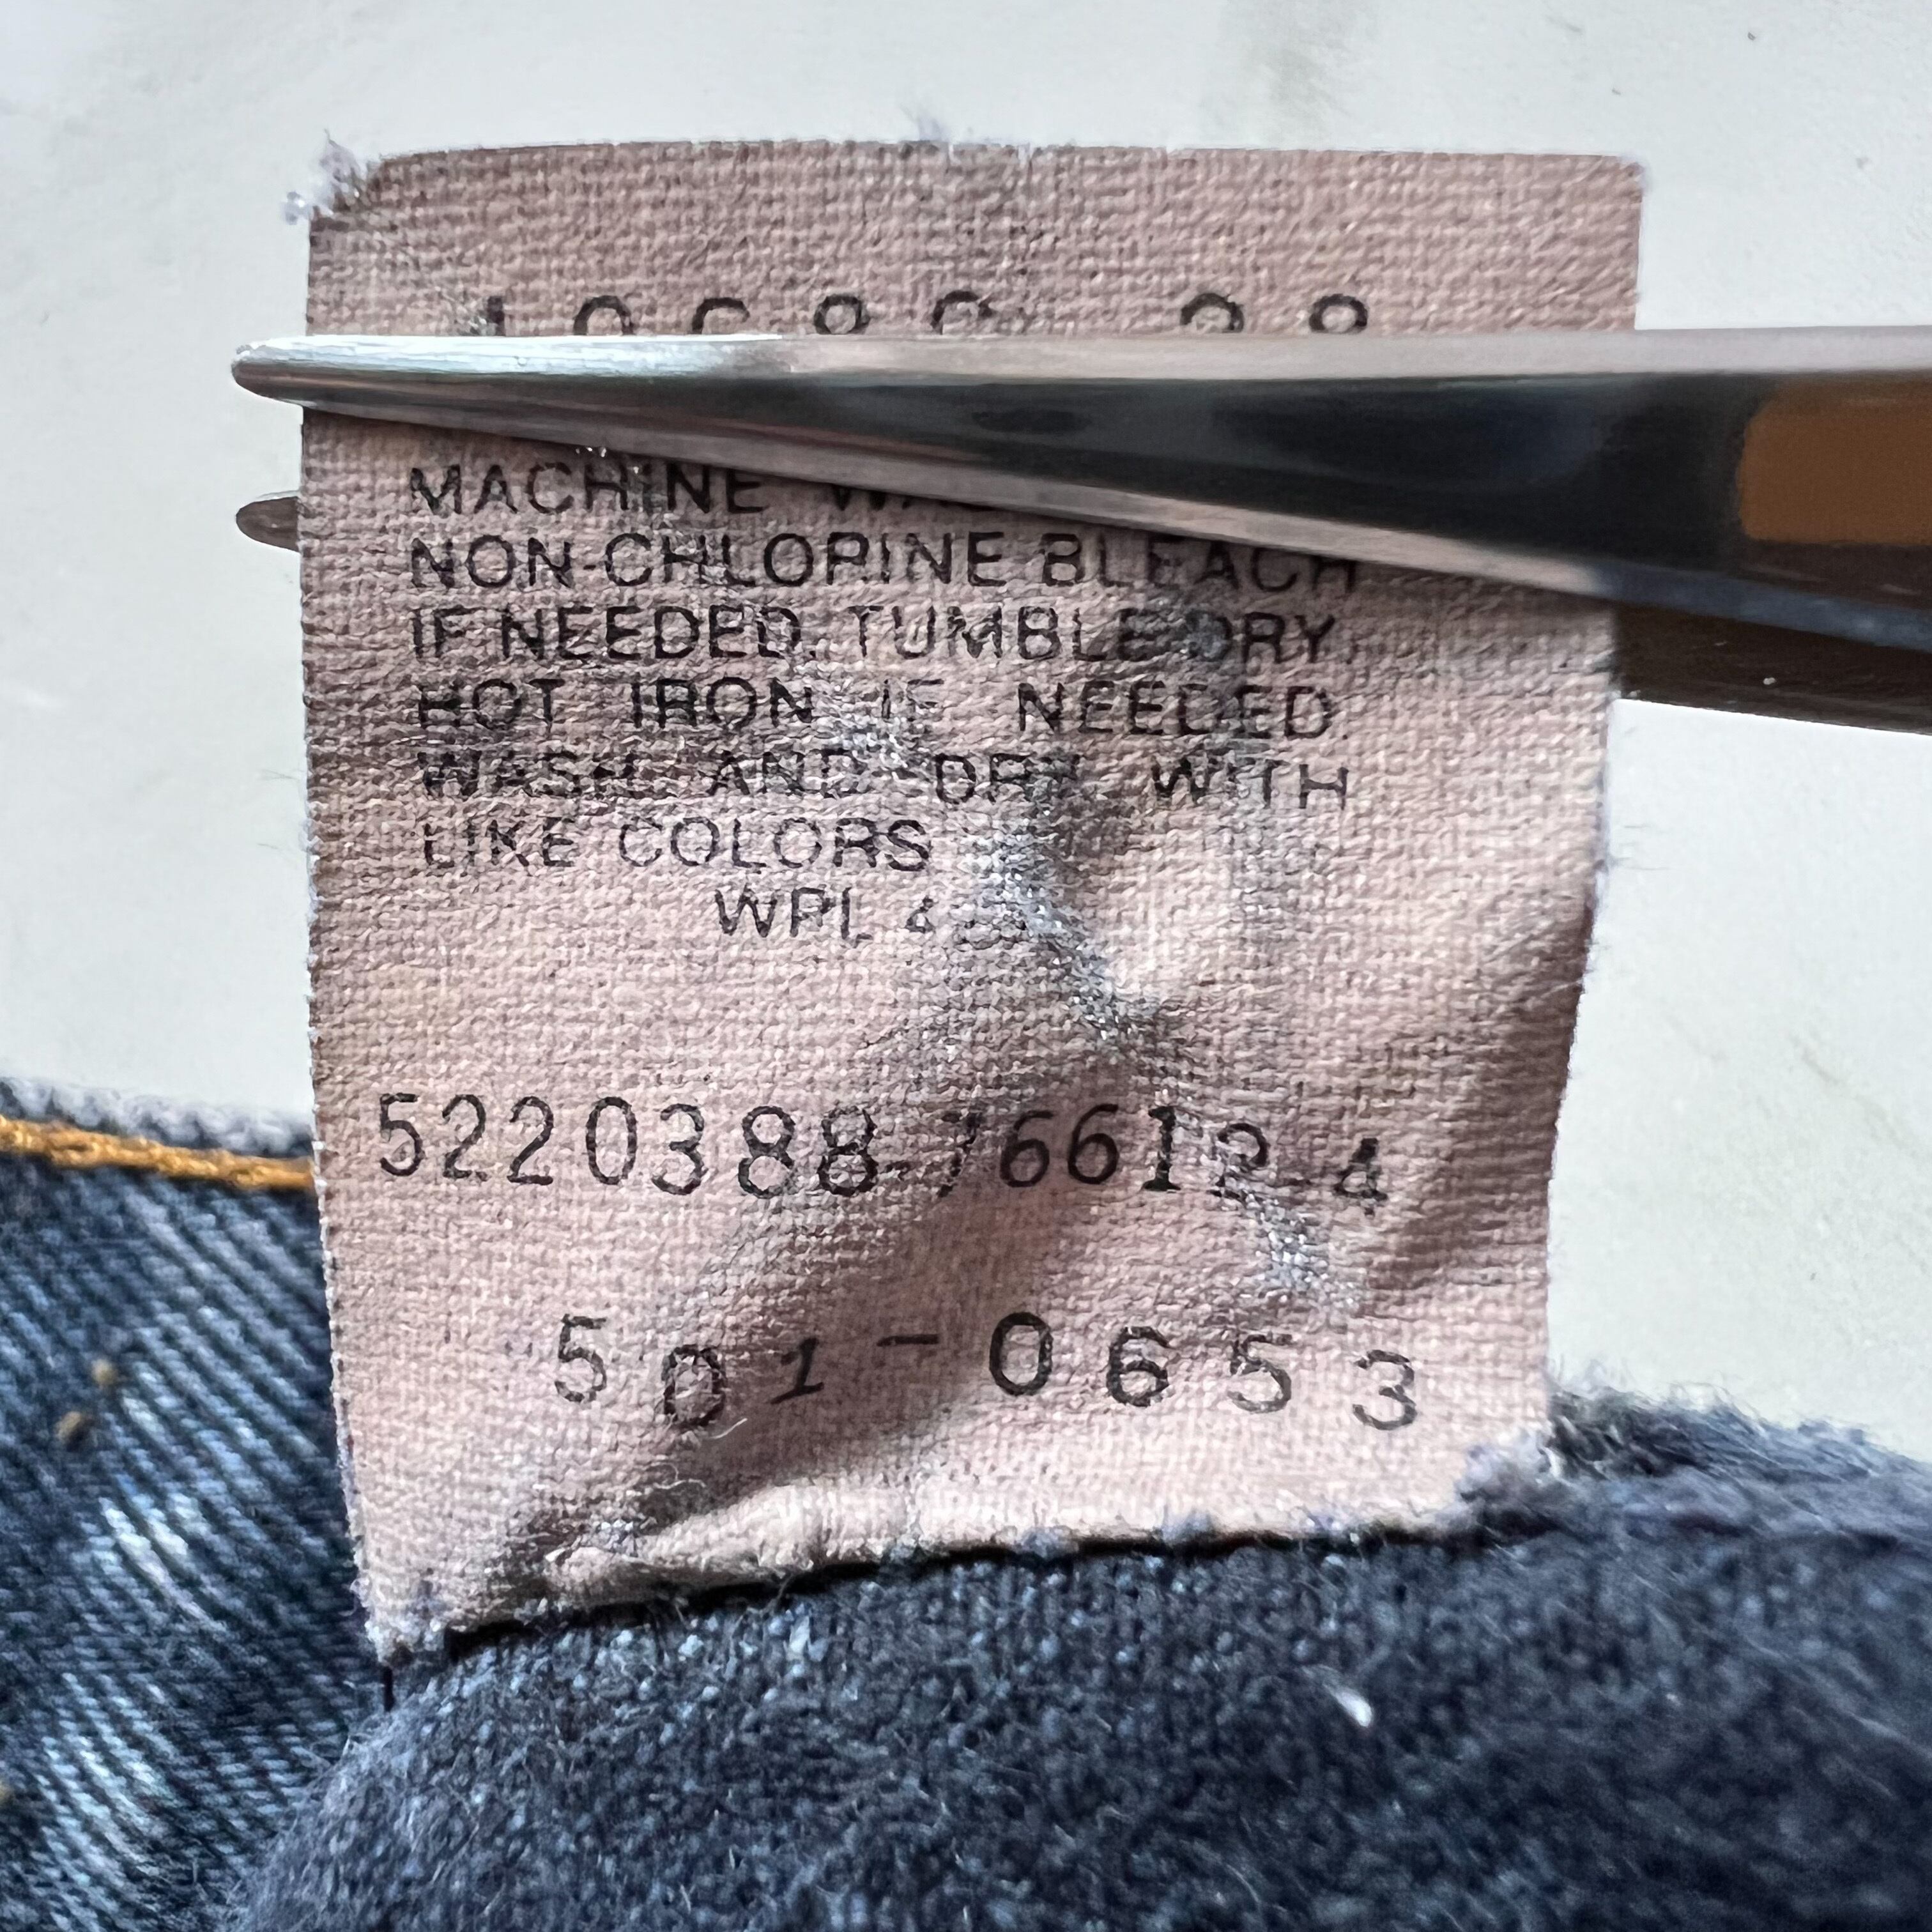 MACHINE
NON-CHLORINE BLEACH
IF NEEDED. TUMBLE DRY.
HOT IRON IF NEEDED.
WASH AND DRY WITH
LIKE COLORS
WPL
5220388 76612 4
501-0653